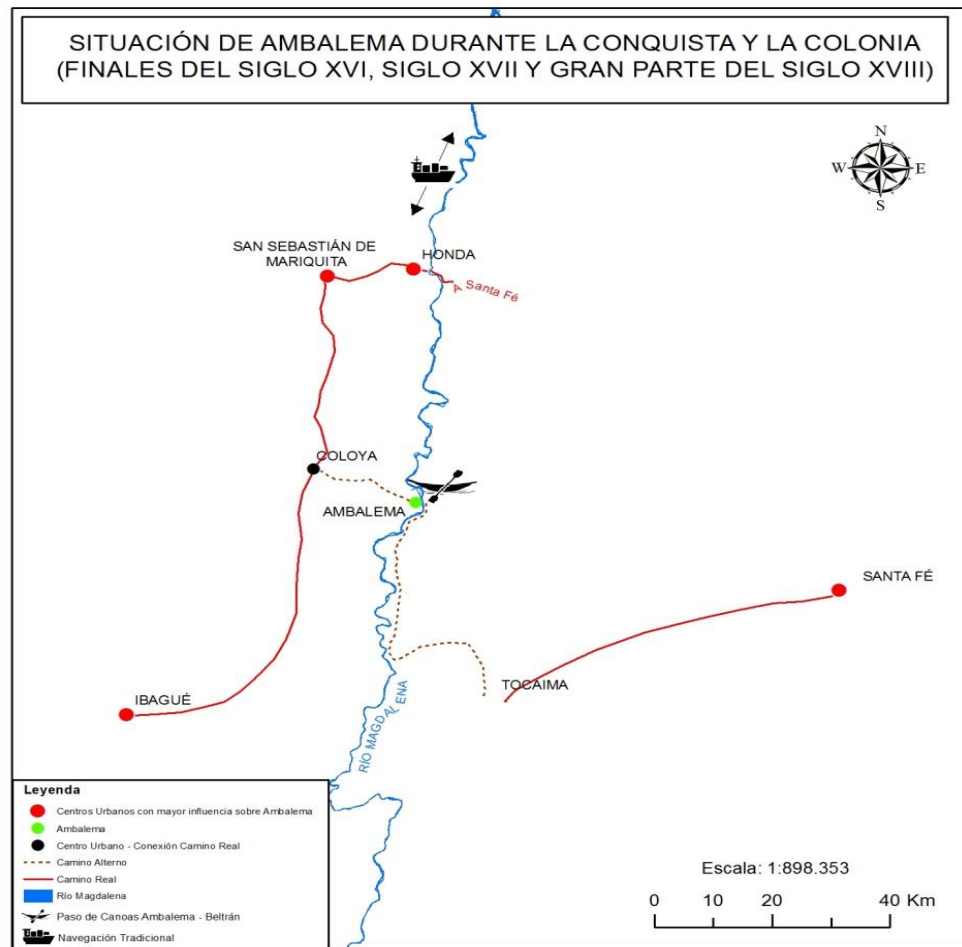 SITUACIÓN DE AMBALEMA DURANTE LA CONQUISTA Y LA COLONIA
(FINALES DEL SIGLO XVI, SIGLO XVII Y GRAN PARTE DEL SIGLO XVIII)
N
W
E
S
SAN SEBASTIÁN DE
MARIQUITA
HONDA
A Santa Fé
COLOYA
AMBALEMA
SANTA FÉ
TOCAIMA
IBAGUÉ
RÍO MAGDALENA
Leyenda
Centros Urbanos con mayor influencia sobre Ambalema
Ambalema
Centro Urbano - Conexión Camino Real
Camino Alterno
Camino Real
Río Magdalena
Paso de Canoas Ambalema - Beltrán
Navegación Tradicional
Escala: 1:898.353
0 10 20 40 Km